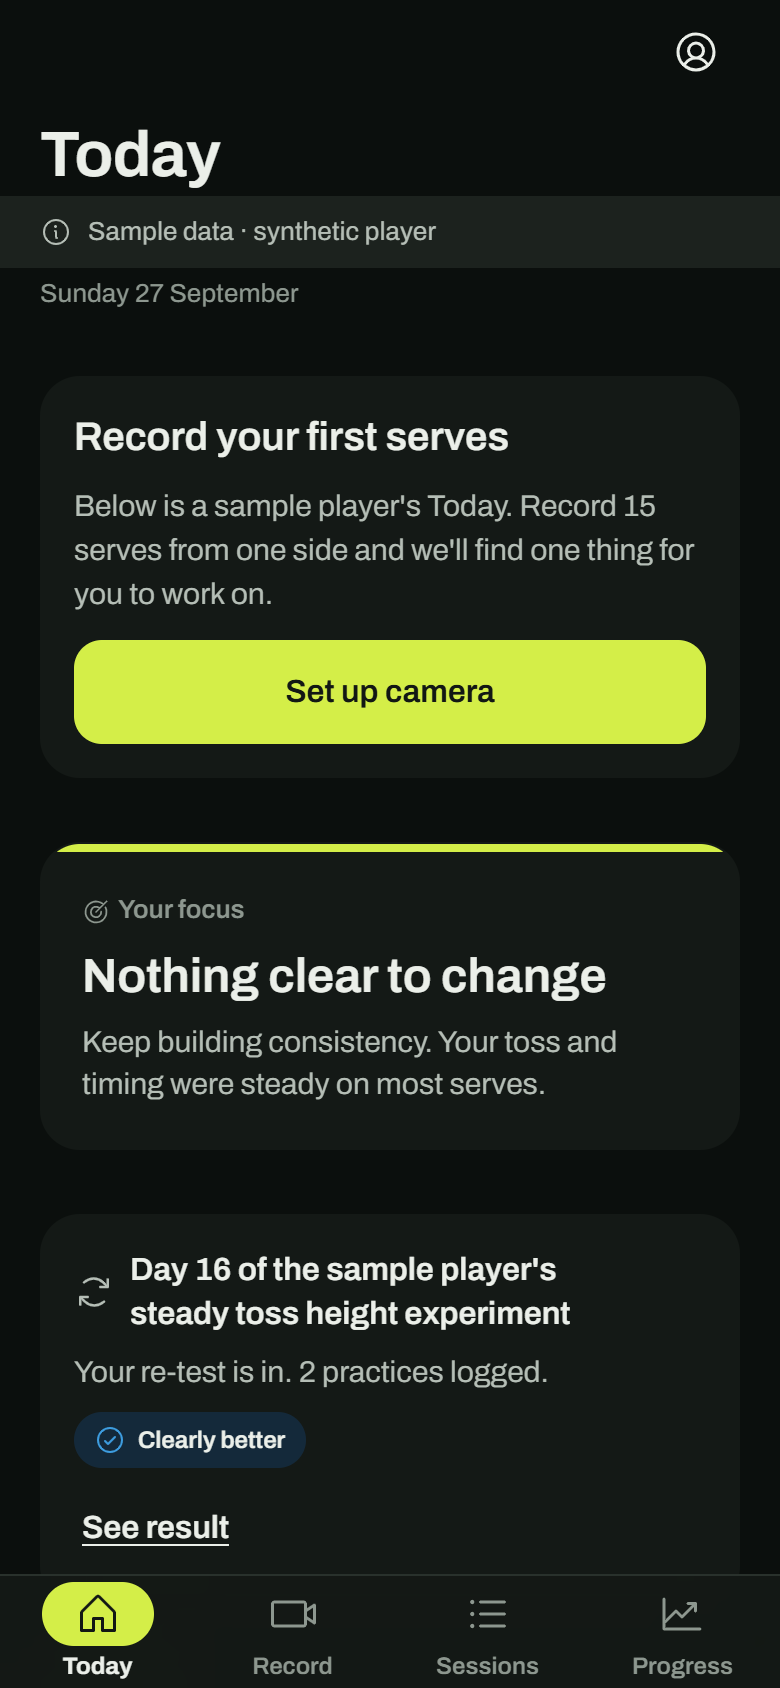 Today
Sample data · synthetic player
Sunday 27 September
Record your first serves
Below is a sample player's Today. Record 15
serves from one side and we'll find one thing for
you to work on.
Set up camera
Your focus
Nothing clear to change
Keep building consistency. Your toss and
timing were steady on most serves.
Day 16 of the sample player's
steady toss height experiment
Your re-test is in. 2 practices logged.
Clearly better
See result
Today
Record
Sessions
Progress